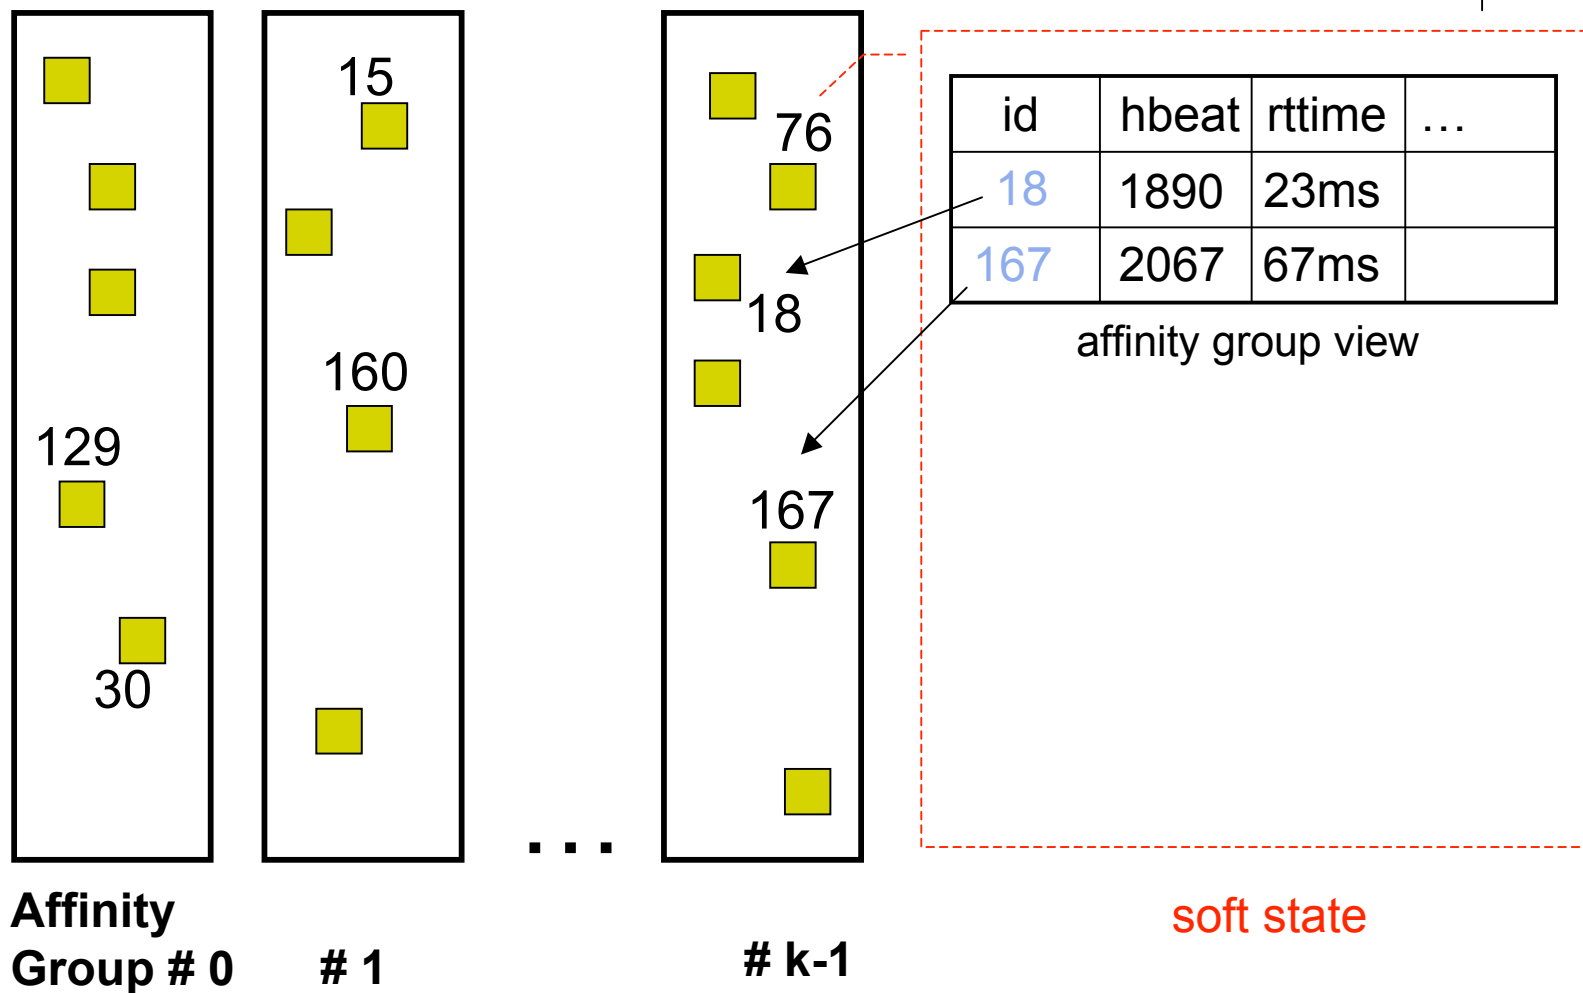 15
76
18
160
129
167
30
id hbeat rttime …
18 1890 23ms
167 2067 67ms
affinity group view
...
Affinity
Group # 0
# 1
# k-1
soft state